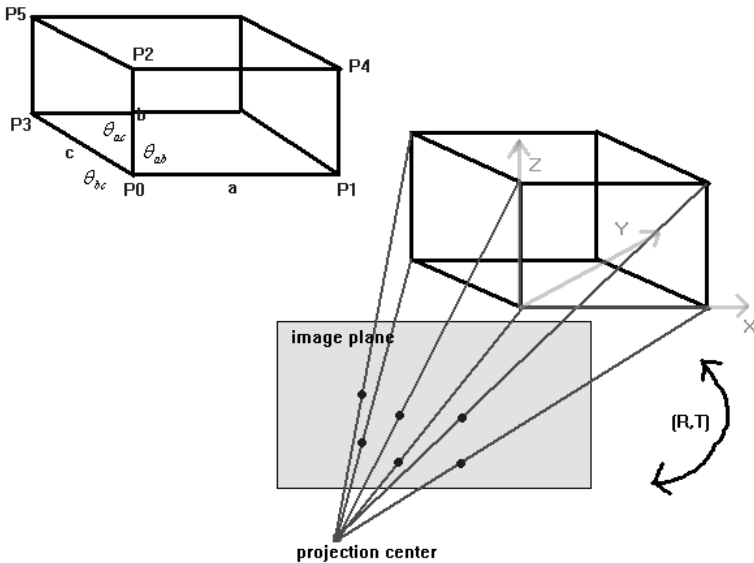 P5
P2
P4
b
P3
θac
c
θab
θbc
P0
a
P1
Z
Y
X
image plane
(R,T)
projection center